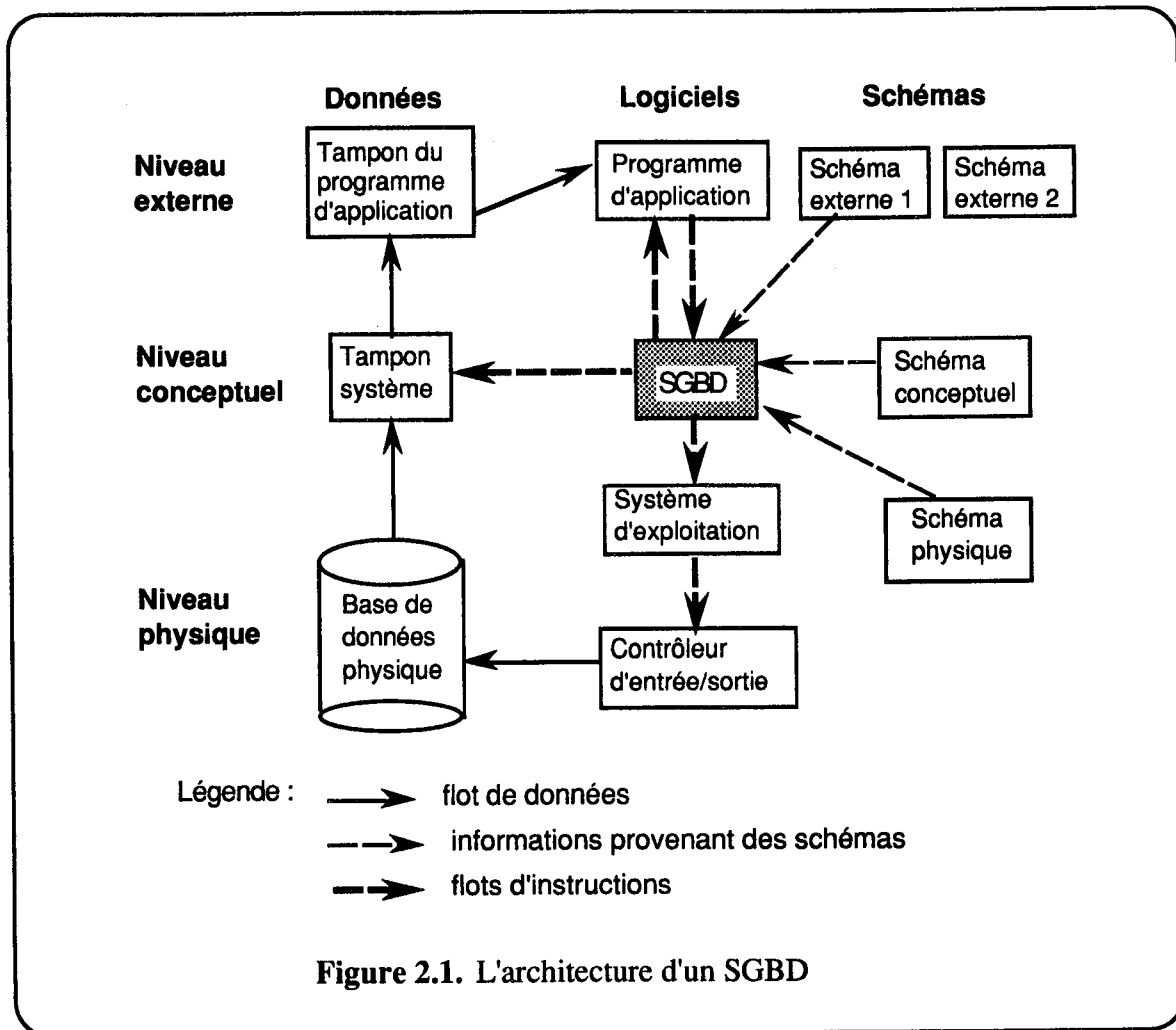 Données
Logiciels
Schémas
Niveau
externe
Tampon du
programme
d'application
Programme
d'application
Schéma
externe 1
Schéma
externe 2
Niveau
conceptuel
Tampon
système
SGBD
Schéma
conceptuel
Système
d'exploitation
Schéma
physique
Niveau
physique
Base de
données
physique
Contrôleur
d'entrée/sortie
Légende :
flot de données
informations provenant des schémas
flots d'instructions
Figure 2.1. L'architecture d'un SGBD